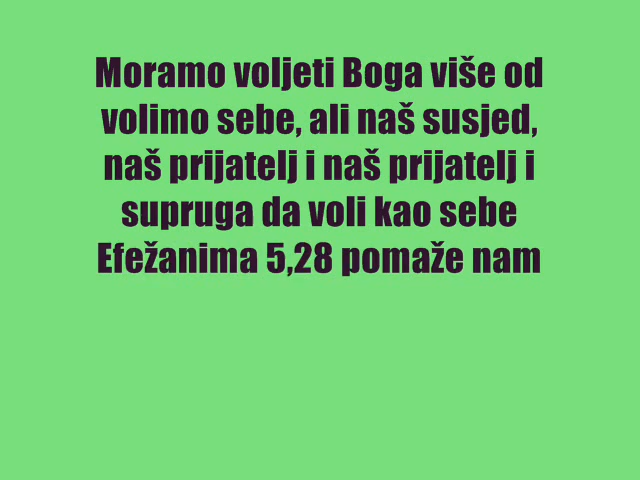 Moramo voljeti Boga više od
volimo sebe, ali naš susjed,
naš prijatelj i naš prijatelj i
supruga da voli kao sebe
Efežanima 5,28 pomaže nam